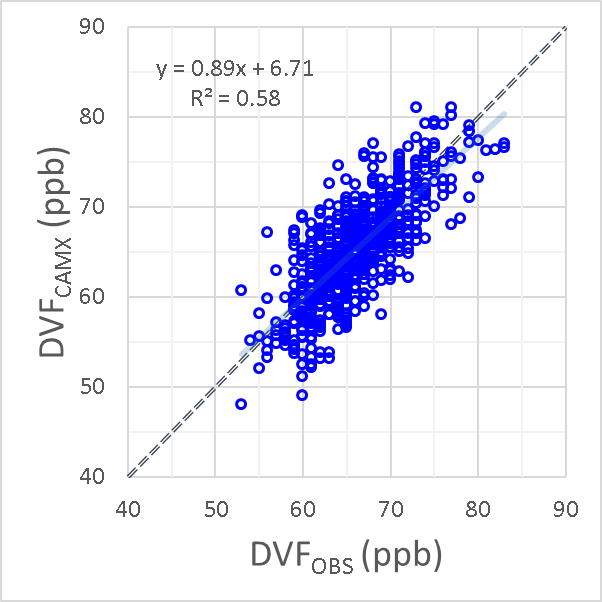 y = 0.89x + 6.71
R² = 0.58
90
80
70
60
50
40
40 50 60 70 80 90
DVFCAMX (ppb)
DVFOBS (ppb)